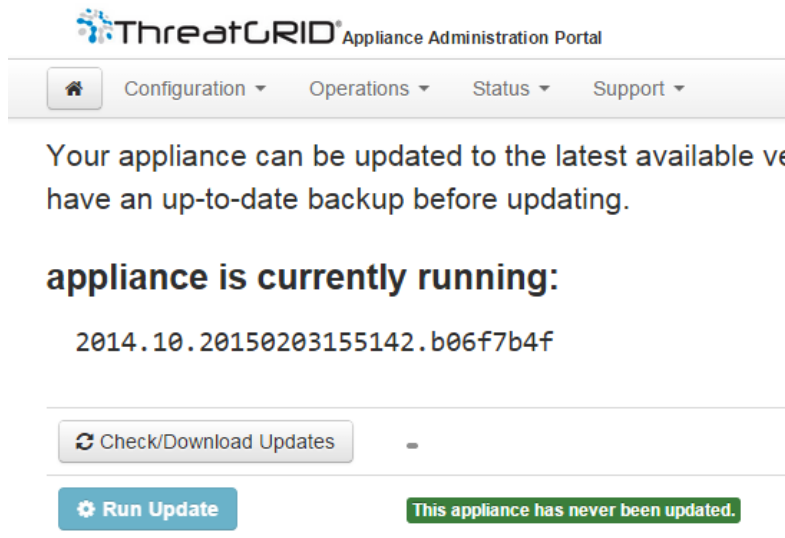 ThreatGRID® Appliance Administration Portal
Configuration Operations Status Support
Your appliance can be updated to the latest available ve
have an up-to-date backup before updating.
appliance is currently running:
2014.10.20150203155142.b06f7b4f
Check/Download Updates -
Run Update This appliance has never been updated.